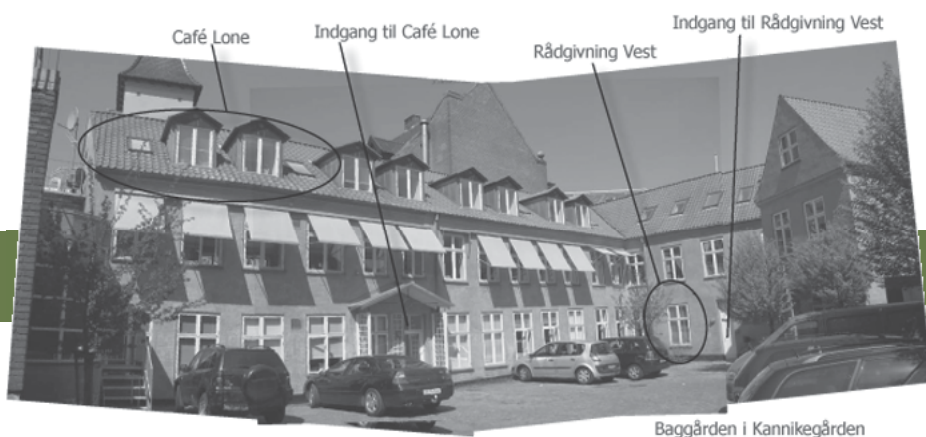 Café Lone
Indgang til Café Lone
Rådgivning Vest
Indgang til Rådgivning Vest
Baggården i Kannikegården